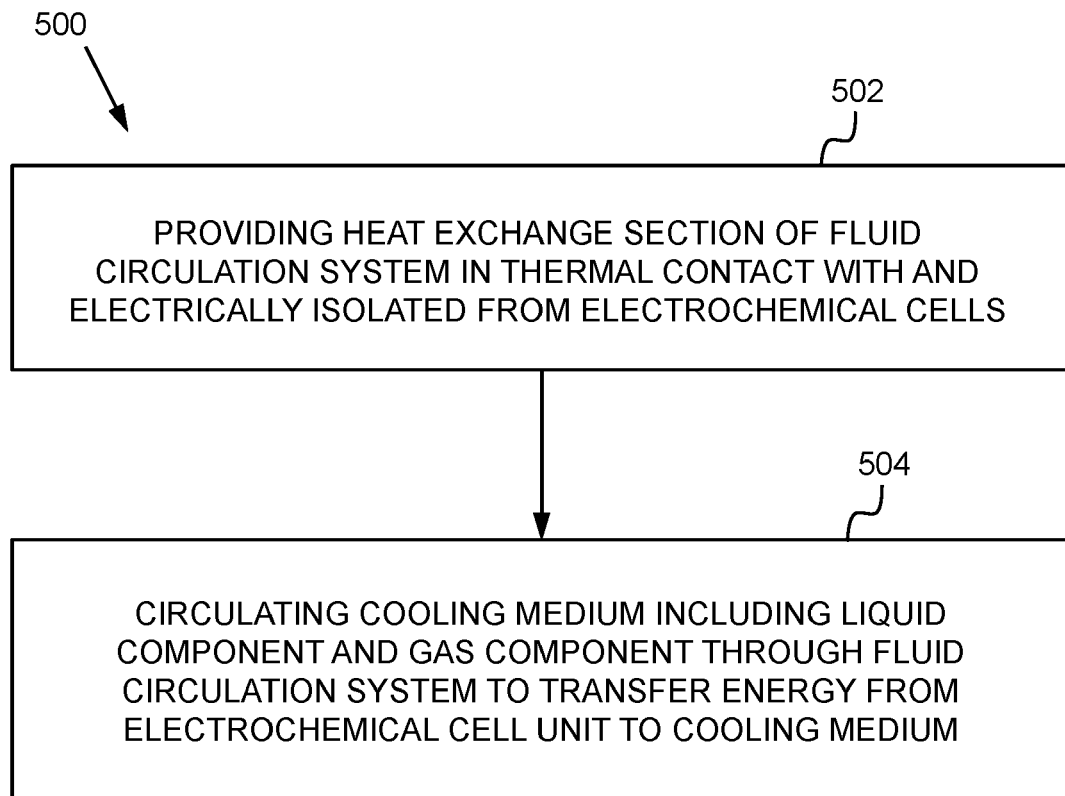 500
502
PROVIDING HEAT EXCHANGE SECTION OF FLUID
CIRCULATION SYSTEM IN THERMAL CONTACT WITH AND
ELECTRICALLY ISOLATED FROM ELECTROCHEMICAL CELLS
504
CIRCULATING COOLING MEDIUM INCLUDING LIQUID
COMPONENT AND GAS COMPONENT THROUGH FLUID
CIRCULATION SYSTEM TO TRANSFER ENERGY FROM
ELECTROCHEMICAL CELL UNIT TO COOLING MEDIUM